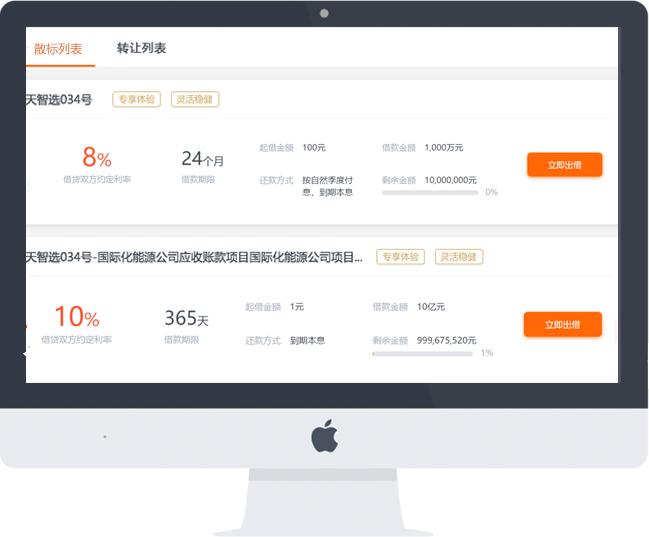 散标列表 转让列表
天智选034号 专享体验 灵活稳健
8% 24个月 起借金额 100元 借款金额 1,000万元 立即出借
借贷双方约定利率 借款期限 还款方式 按自然季度付 剩余金额 10,000,000元
息，到期本息 0%
天智选034号-国际化能源公司应收账款项目国际化能源公司项目... 专享体验 灵活稳健
10% 365天 起借金额 1元 借款金额 10亿元 立即出借
借贷双方约定利率 借款期限 还款方式 到期本息 剩余金额 999,675,520元
1%